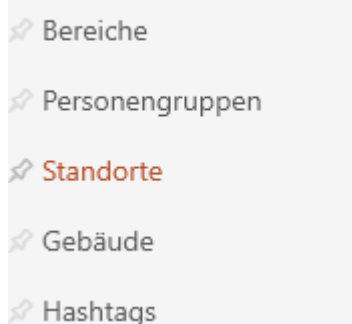 Bereiche
Personengruppen
Standorte
Gebäude
Hashtags